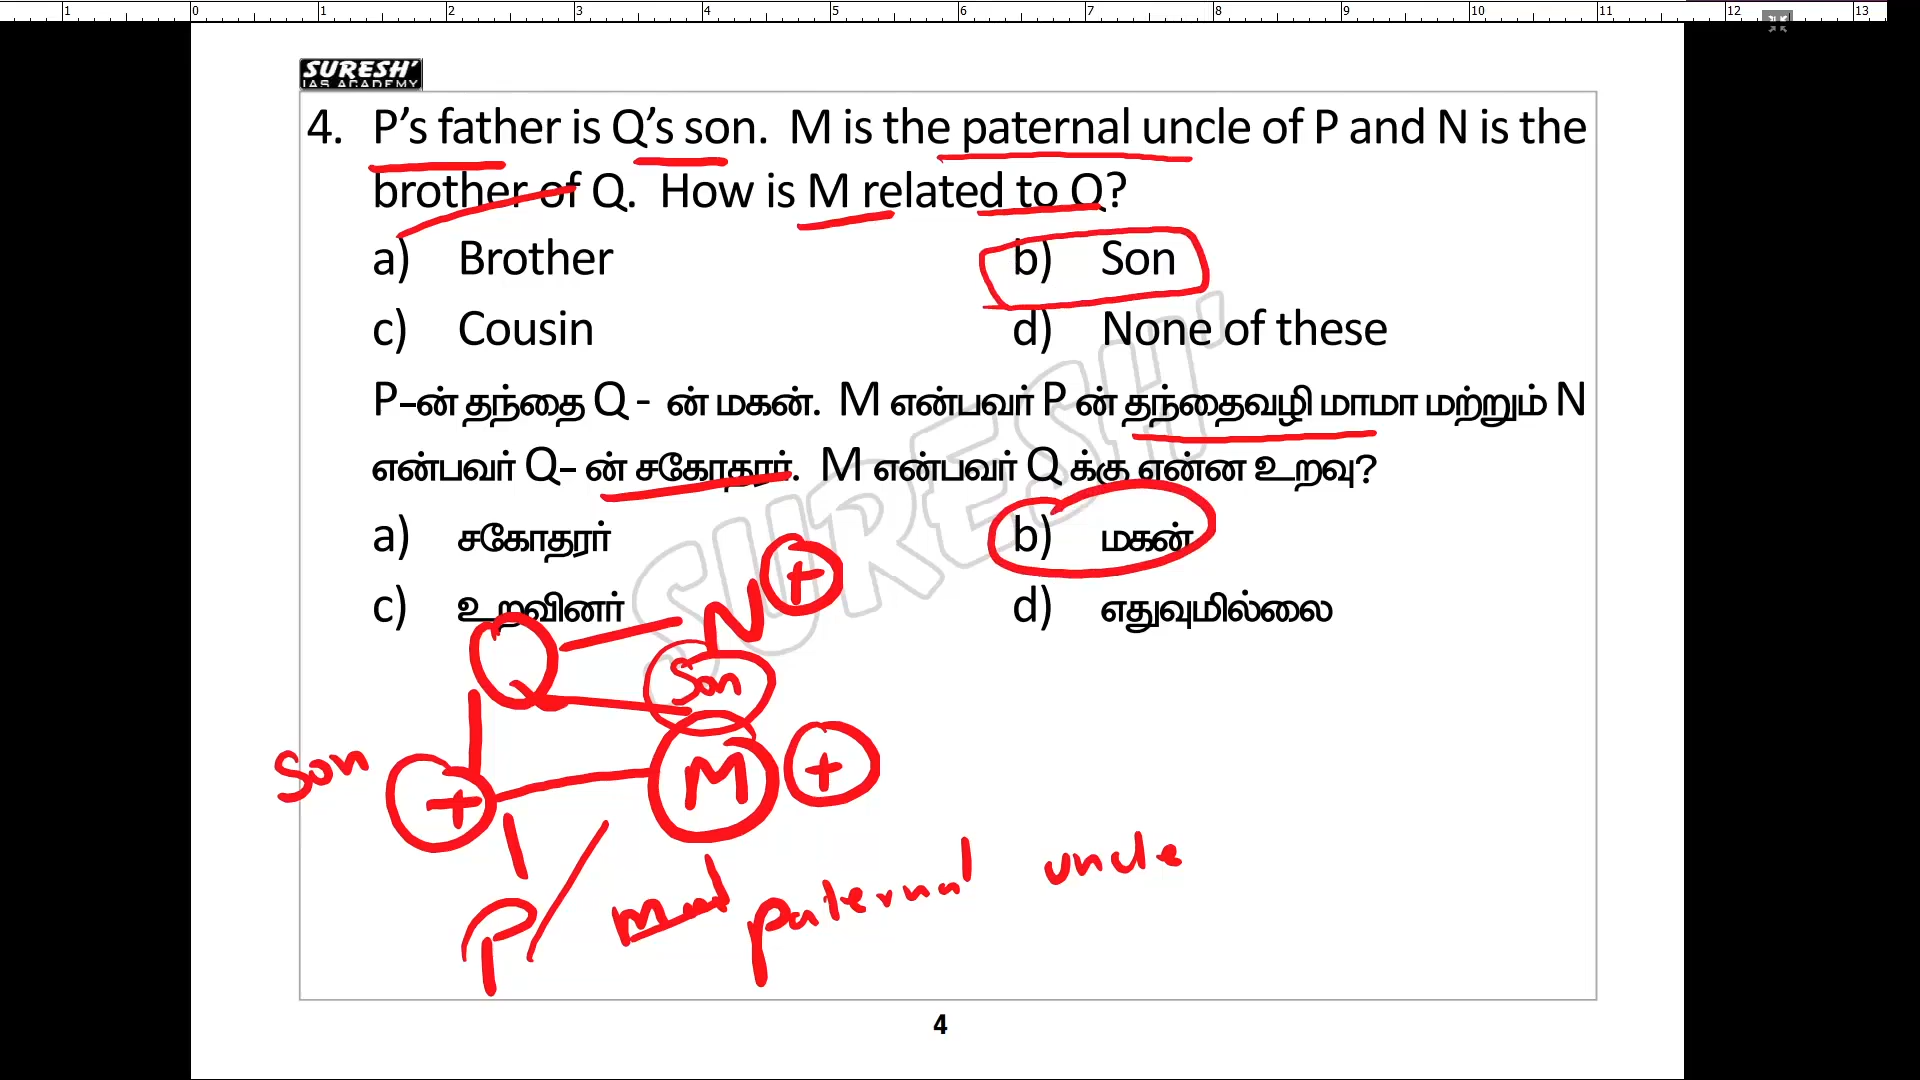 SURESH'
IAS ACADEMY
4. P's father is Q's son. M is the paternal uncle of P and N is the
brother of Q. How is M related to Q?
a) Brother b) Son
c) Cousin d) None of these
P-ன் தந்தை Q - ன் மகன். M என்பவர் P ன் தந்தைவழி மாமா மற்றும் N
என்பவர் Q- ன் சகோதரர். M என்பவர் Q க்கு என்ன உறவு?
a) சகோதரர் b) மகன்
c) உறவினர் d) எதுவுமில்லை
SURESH'
Q N +
Son
Son + M +
P paternal uncle
4